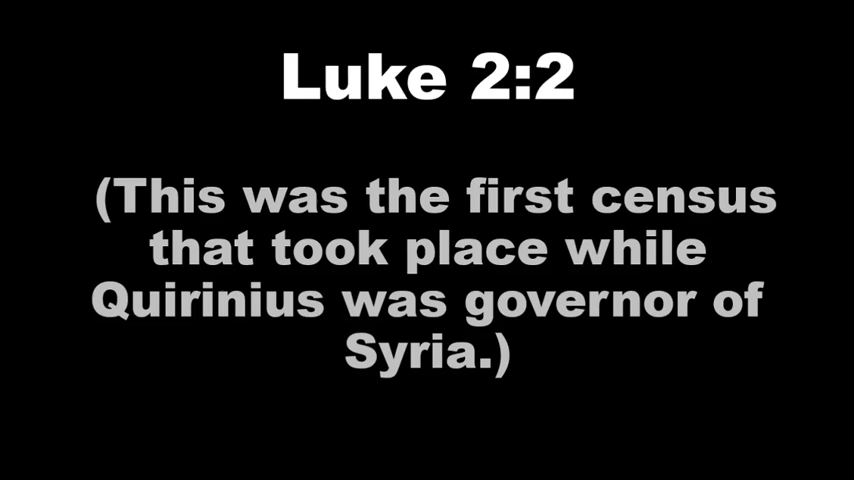 Luke 2:2
(This was the first census
that took place while
Quirinius was governor of
Syria.)